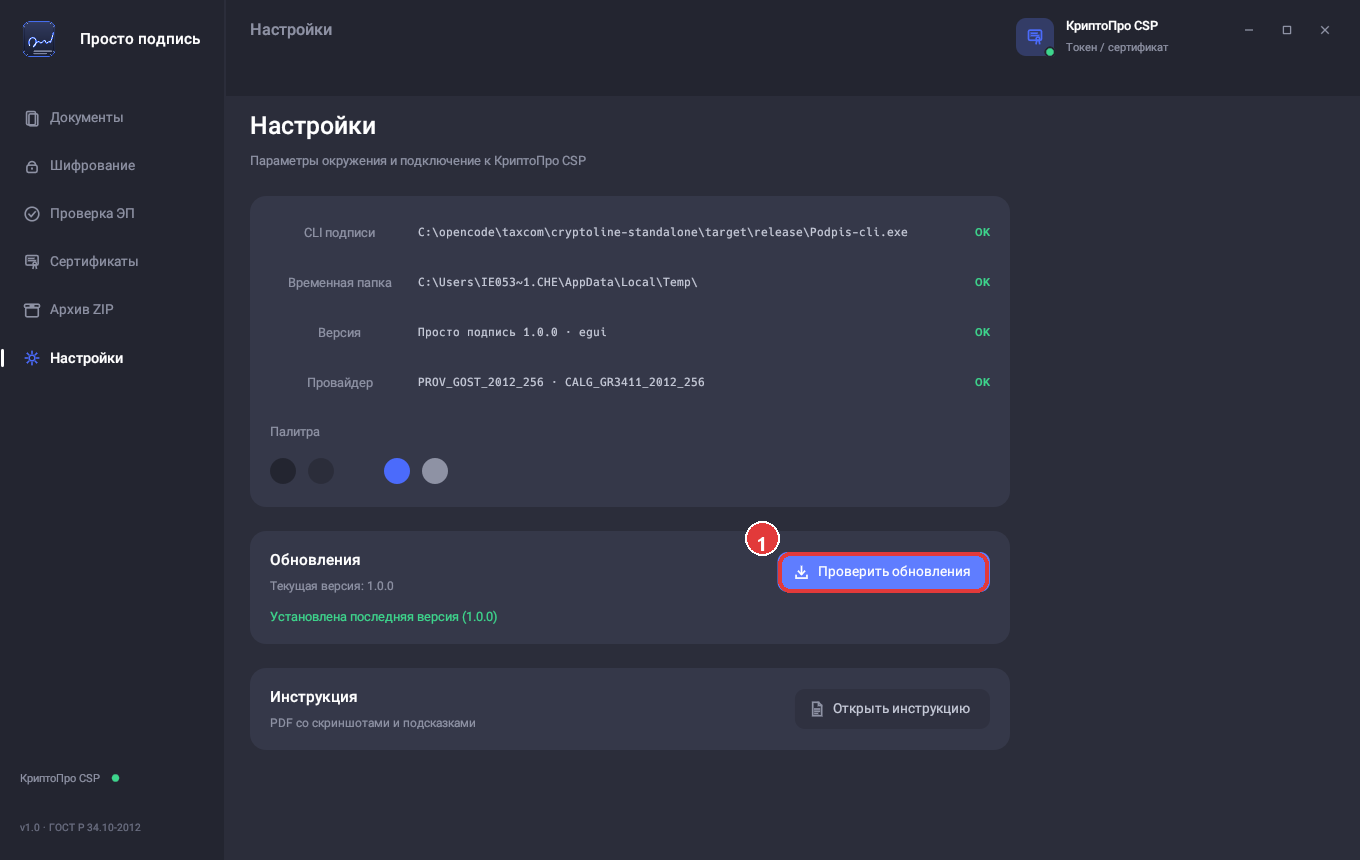 Просто подпись
Настройки
КриптоПро CSP
Токен / сертификат
Документы
Шифрование
Проверка ЭП
Сертификаты
Архив ZIP
Настройки
Настройки
Параметры окружения и подключение к КриптоПро CSP
CLI подписи C:\opencode\taxcom\cryptoline-standalone\target\release\Podpis-cli.exe OK
Временная папка C:\Users\IE053~1.CHE\AppData\Local\Temp\ OK
Версия Просто подпись 1.0.0 · egui OK
Провайдер PROV_GOST_2012_256 · CALG_GR3411_2012_256 OK
Палитра
1
Обновления
Проверить обновления
Текущая версия: 1.0.0
Установлена последняя версия (1.0.0)
Инструкция
Открыть инструкцию
PDF со скриншотами и подсказками
КриптоПро CSP
v1.0 · ГОСТ Р 34.10-2012